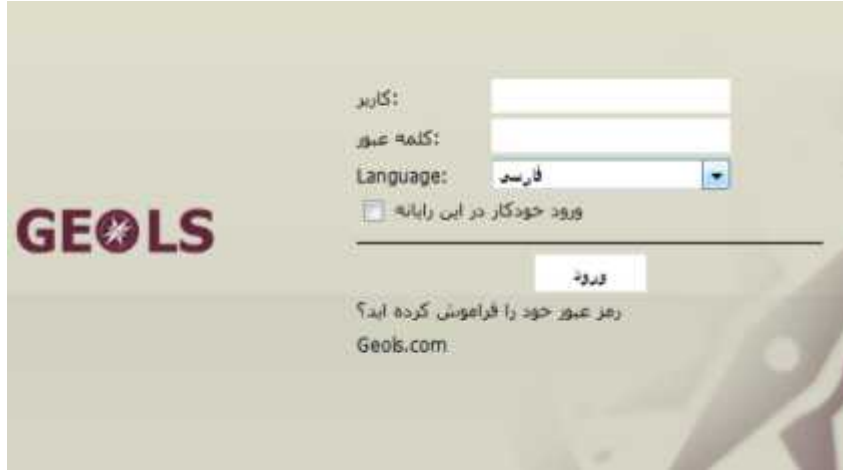 GEOLS
کاربر:
کلمه عبور:
Language: فارسی
ورود خودکار در این رایانه
ورود
رمز عبور خود را فراموش کرده اید؟
Geols.com